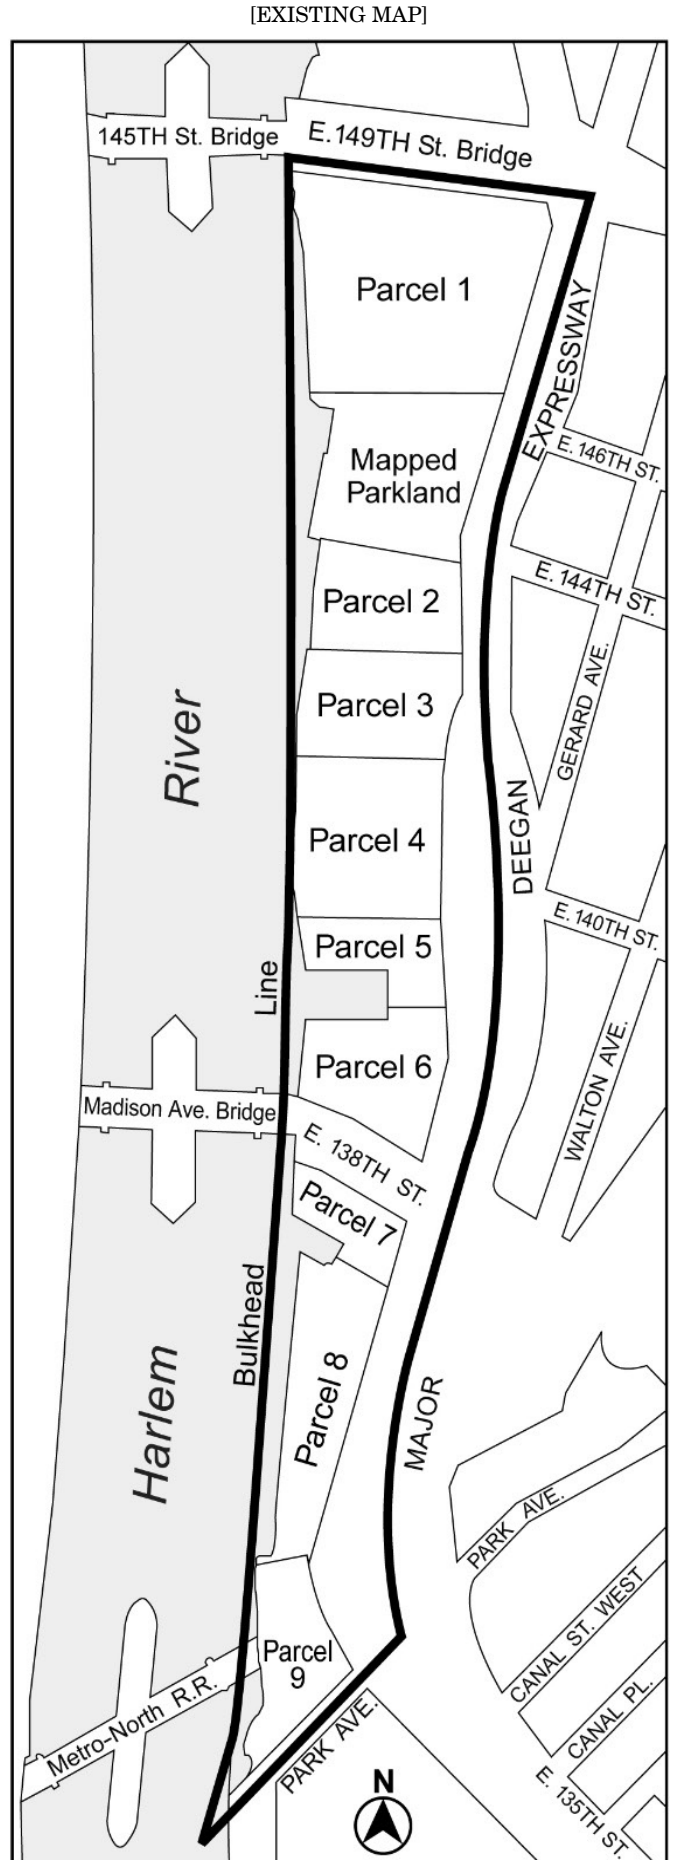 [EXISTING MAP]
145TH St. Bridge
E.149TH St. Bridge
Parcel 1
EXPRESSWAY
E. 146TH ST.
Mapped
Parkland
E. 144TH ST.
Parcel 2
GERARD AVE.
Parcel 3
River
Parcel 4
DEEGAN
E. 140TH ST.
Parcel 5
Line
WALTON AVE.
Parcel 6
Madison Ave. Bridge
E. 138TH ST.
Parcel 7
Bulkhead
Harlem
Parcel 8
MAJOR
PARK AVE.
CANAL ST. WEST
Parcel
9
Metro-North R.R.
CANAL PL.
PARK AVE.
E. 135TH ST.
N